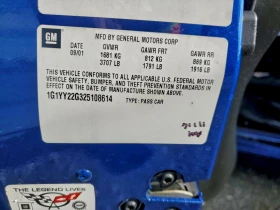 GM
MFD BY GENERAL MOTORS CORP
DATE GVWR GAWR FRT GAWR RR
09/01 1681 KG 812 KG 869 KG
3707 LB 1791 LB 1916 LB
THIS VEHICLE CONFORMS TO ALL APPLICABLE U.S. FEDERAL MOTOR
VEHICLE SAFETY, BUMPER, AND THEFT PREVENTION STANDARDS
IN EFFECT ON THE DATE OF MANUFACTURE SHOWN ABOVE.
1G1YY22G325108614 TYPE: PASS CAR
THE LEGEND LIVES